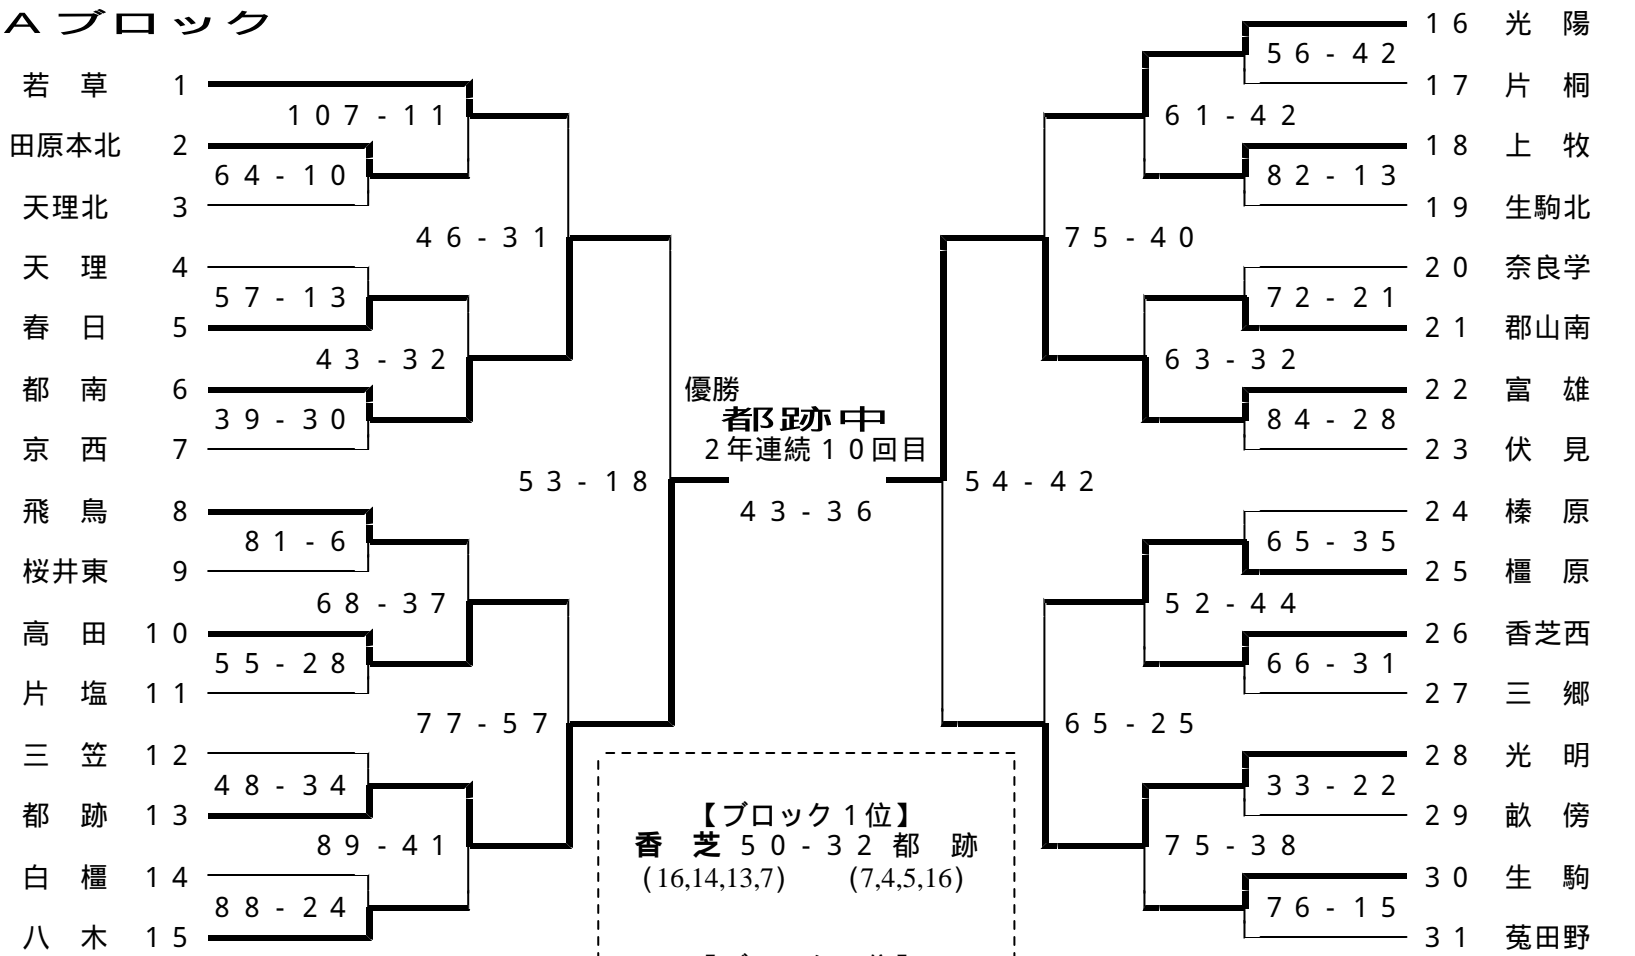 Aブロック
若　草　1
田原本北　2
天理北　3
天　理　4
春　日　5
都　南　6
京　西　7
飛　鳥　8
桜井東　9
高　田　10
片　塩　11
三　笠　12
都　跡　13
白　橿　14
八　木　15
107-11
64-10
46-31
57-13
43-32
39-30
53-18
81-6
68-37
55-28
77-57
48-34
89-41
88-24
優勝
都跡中
2年連続10回目
43-36
【ブロック1位】
香　芝 50-32 都　跡
(16,14,13,7)　(7,4,5,16)
56-42
61-42
82-13
75-40
72-21
63-32
84-28
54-42
65-35
52-44
66-31
65-25
33-22
75-38
76-15
16　光　陽
17　片　桐
18　上　牧
19　生駒北
20　奈良学
21　郡山南
22　富　雄
23　伏　見
24　榛　原
25　橿　原
26　香芝西
27　三　郷
28　光　明
29　畝　傍
30　生　駒
31　菟田野